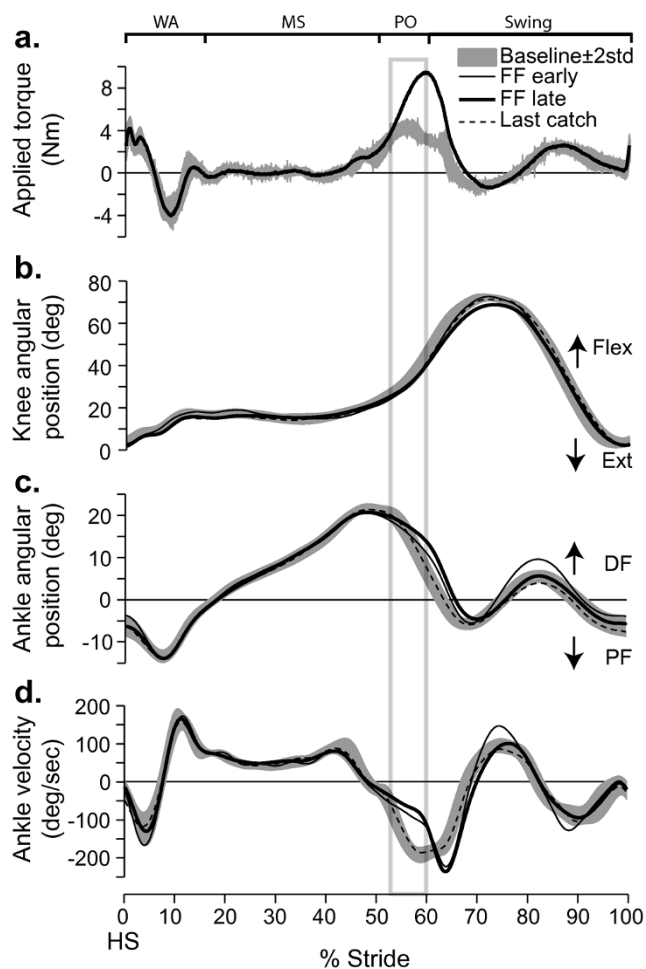 WA MS PO Swing
a.
Baseline±2std
FF early
FF late
Last catch
Applied torque
(Nm)
8
4
0
-4
b.
Knee angular
position (deg)
80
60
40
20
0
Flex
Ext
c.
Ankle angular
position (deg)
20
10
0
-10
DF
PF
d.
Ankle velocity
(deg/sec)
200
100
0
-100
-200
0 10 20 30 40 50 60 70 80 90 100
HS
% Stride